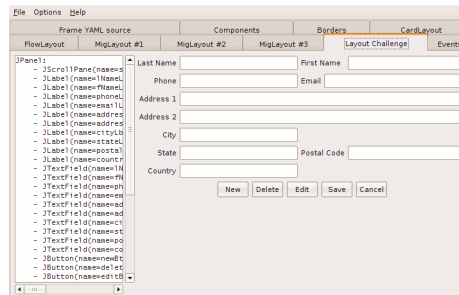 File Options Help
Frame YAML source Components Borders CardLayout
FlowLayout MigLayout #1 MigLayout #2 MigLayout #3 Layout Challenge Events
JPanel:
- JScrollPane(name=s
- JLabel(name=lNameL
- JLabel(name=fNameL
- JLabel(name=phoneL
- JLabel(name=emailL
- JLabel(name=addres
- JLabel(name=addres
- JLabel(name=cityLb
- JLabel(name=stateL
- JLabel(name=postal
- JLabel(name=countr
- JTextField(name=lN
- JTextField(name=fN
- JTextField(name=ph
- JTextField(name=em
- JTextField(name=ad
- JTextField(name=ad
- JTextField(name=ci
- JTextField(name=st
- JTextField(name=po
- JTextField(name=co
- JButton(name=newBt
- JButton(name=delet
- JButton(name=editB
Last Name First Name
Phone Email
Address 1
Address 2
City
State Postal Code
Country
New Delete Edit Save Cancel